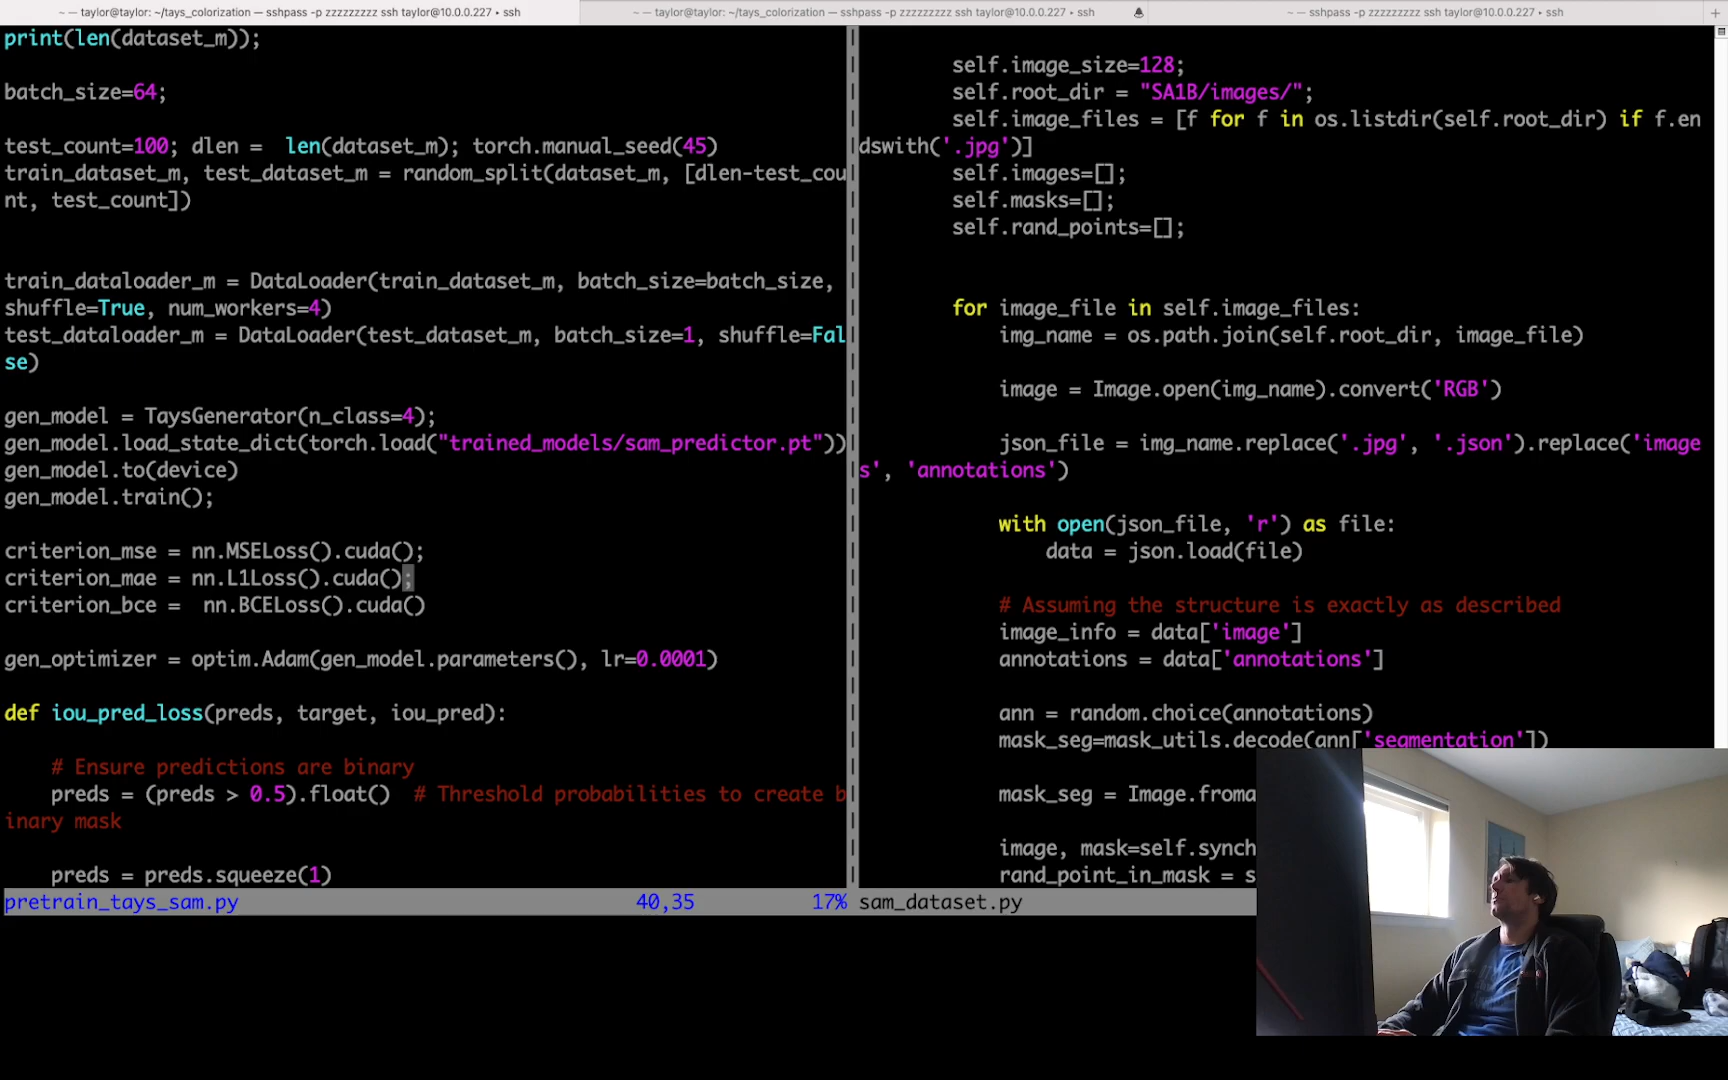 ~ — taylor@taylor: ~/tays_colorization — sshpass -p zzzzzzzzz ssh taylor@10.0.0.227 • ssh
~ — taylor@taylor: ~/tays_colorization — sshpass -p zzzzzzzzz ssh taylor@10.0.0.227 • ssh
~ — sshpass -p zzzzzzzzz ssh taylor@10.0.0.227 • ssh
print(len(dataset_m));
batch_size=64;
test_count=100; dlen =  len(dataset_m); torch.manual_seed(45)
train_dataset_m, test_dataset_m = random_split(dataset_m, [dlen-test_cou
nt, test_count])
train_dataloader_m = DataLoader(train_dataset_m, batch_size=batch_size,
shuffle=True, num_workers=4)
test_dataloader_m = DataLoader(test_dataset_m, batch_size=1, shuffle=Fal
se)
gen_model = TaysGenerator(n_class=4);
gen_model.load_state_dict(torch.load("trained_models/sam_predictor.pt"))
gen_model.to(device)
gen_model.train();
criterion_mse = nn.MSELoss().cuda();
criterion_mae = nn.L1Loss().cuda();
criterion_bce =  nn.BCELoss().cuda()
gen_optimizer = optim.Adam(gen_model.parameters(), lr=0.0001)
def iou_pred_loss(preds, target, iou_pred):
    # Ensure predictions are binary
    preds = (preds > 0.5).float()  # Threshold probabilities to create b
inary mask
    preds = preds.squeeze(1)
pretrain_tays_sam.py 40,35 17%
        self.image_size=128;
        self.root_dir = "SA1B/images/";
        self.image_files = [f for f in os.listdir(self.root_dir) if f.en
dswith('.jpg')]
        self.images=[];
        self.masks=[];
        self.rand_points=[];
        for image_file in self.image_files:
            img_name = os.path.join(self.root_dir, image_file)
            image = Image.open(img_name).convert('RGB')
            json_file = img_name.replace('.jpg', '.json').replace('image
s', 'annotations')
            with open(json_file, 'r') as file:
                data = json.load(file)
            # Assuming the structure is exactly as described
            image_info = data['image']
            annotations = data['annotations']
            ann = random.choice(annotations)
            mask_seg=mask_utils.decode(ann['segmentation'])
            mask_seg = Image.froma
            image, mask=self.synch
            rand_point_in_mask = s
sam_dataset.py